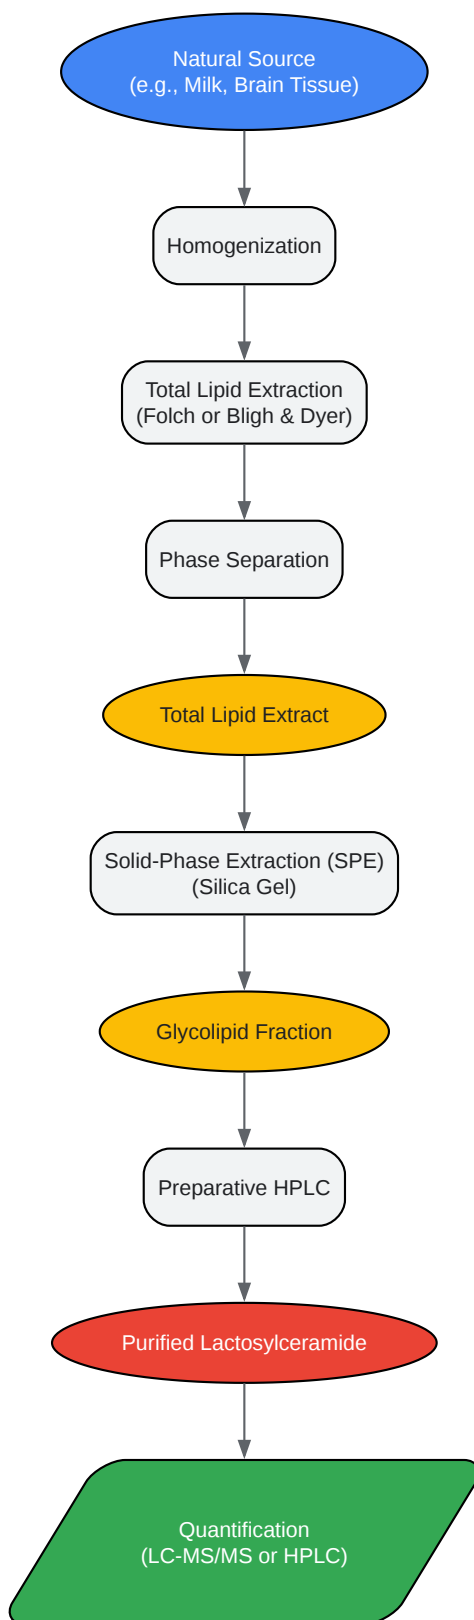 Natural Source
(e.g., Milk, Brain Tissue)
Homogenization
Total Lipid Extraction
(Folch or Bligh & Dyer)
Phase Separation
Total Lipid Extract
Solid-Phase Extraction (SPE)
(Silica Gel)
Glycolipid Fraction
Preparative HPLC
Purified Lactosylceramide
Quantification
(LC-MS/MS or HPLC)